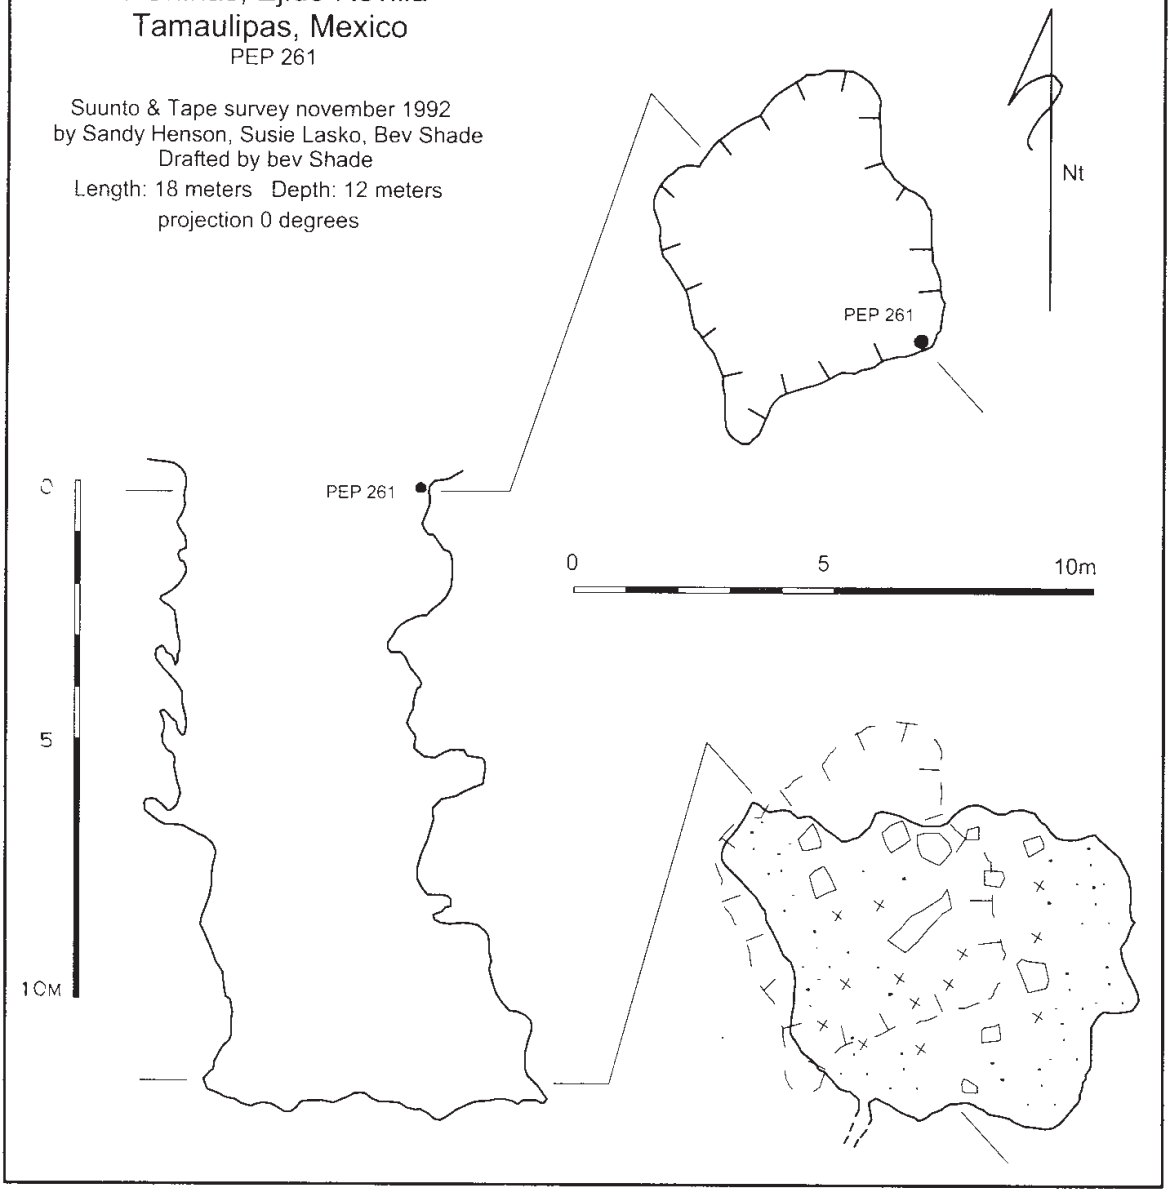 Tamaulipas, Mexico
PEP 261
Suunto & Tape survey november 1992
by Sandy Henson, Susie Lasko, Bev Shade
Drafted by bev Shade
Length: 18 meters Depth: 12 meters
projection 0 degrees
Nt
PEP 261
0
PEP 261
0 5 10m
5
10M